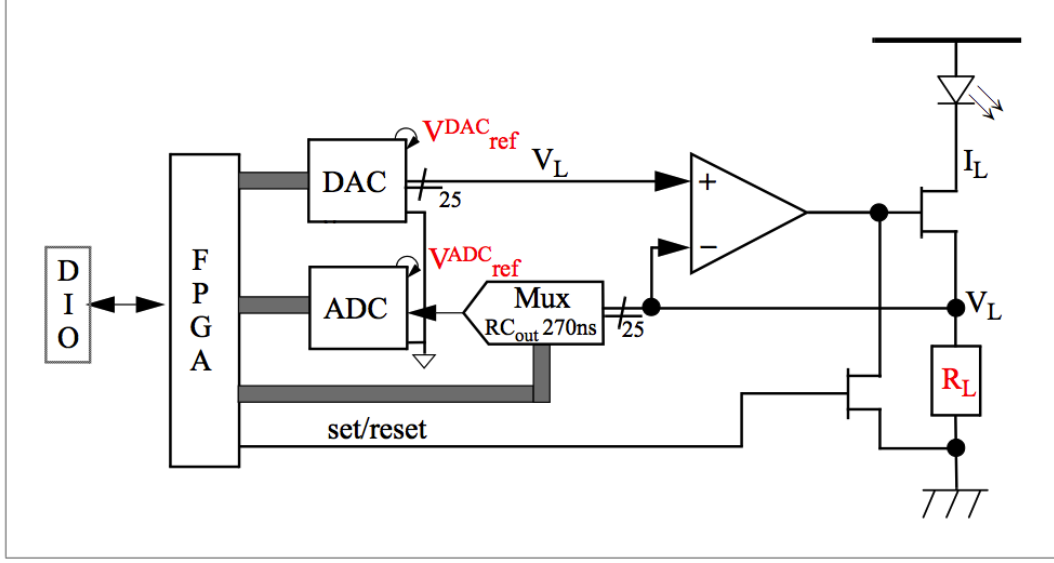 V^DAC_ref
DAC
25
V_L
+
−
I_L
V_L
R_L
D
I
O
F
P
G
A
V^ADC_ref
ADC
Mux
RC_out 270ns
25
set/reset